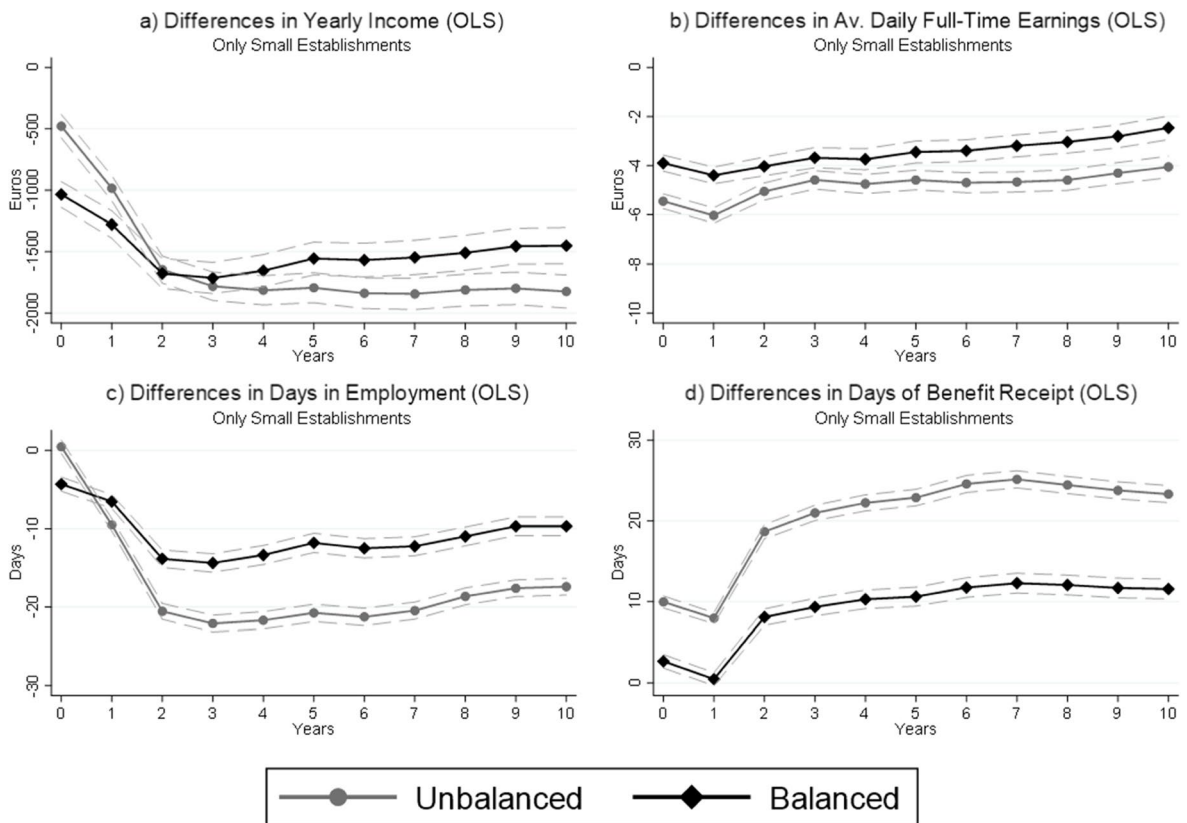 a) Differences in Yearly Income (OLS)
Only Small Establishments
0
-500
-1000
-1500
-2000
Euros
0 1 2 3 4 5 6 7 8 9 10
Years
b) Differences in Av. Daily Full-Time Earnings (OLS)
Only Small Establishments
0
-2
-4
-6
-8
-10
Euros
0 1 2 3 4 5 6 7 8 9 10
Years
c) Differences in Days in Employment (OLS)
Only Small Establishments
0
-10
-20
-30
Days
0 1 2 3 4 5 6 7 8 9 10
Years
d) Differences in Days of Benefit Receipt (OLS)
Only Small Establishments
30
20
10
0
Days
0 1 2 3 4 5 6 7 8 9 10
Years
Unbalanced Balanced